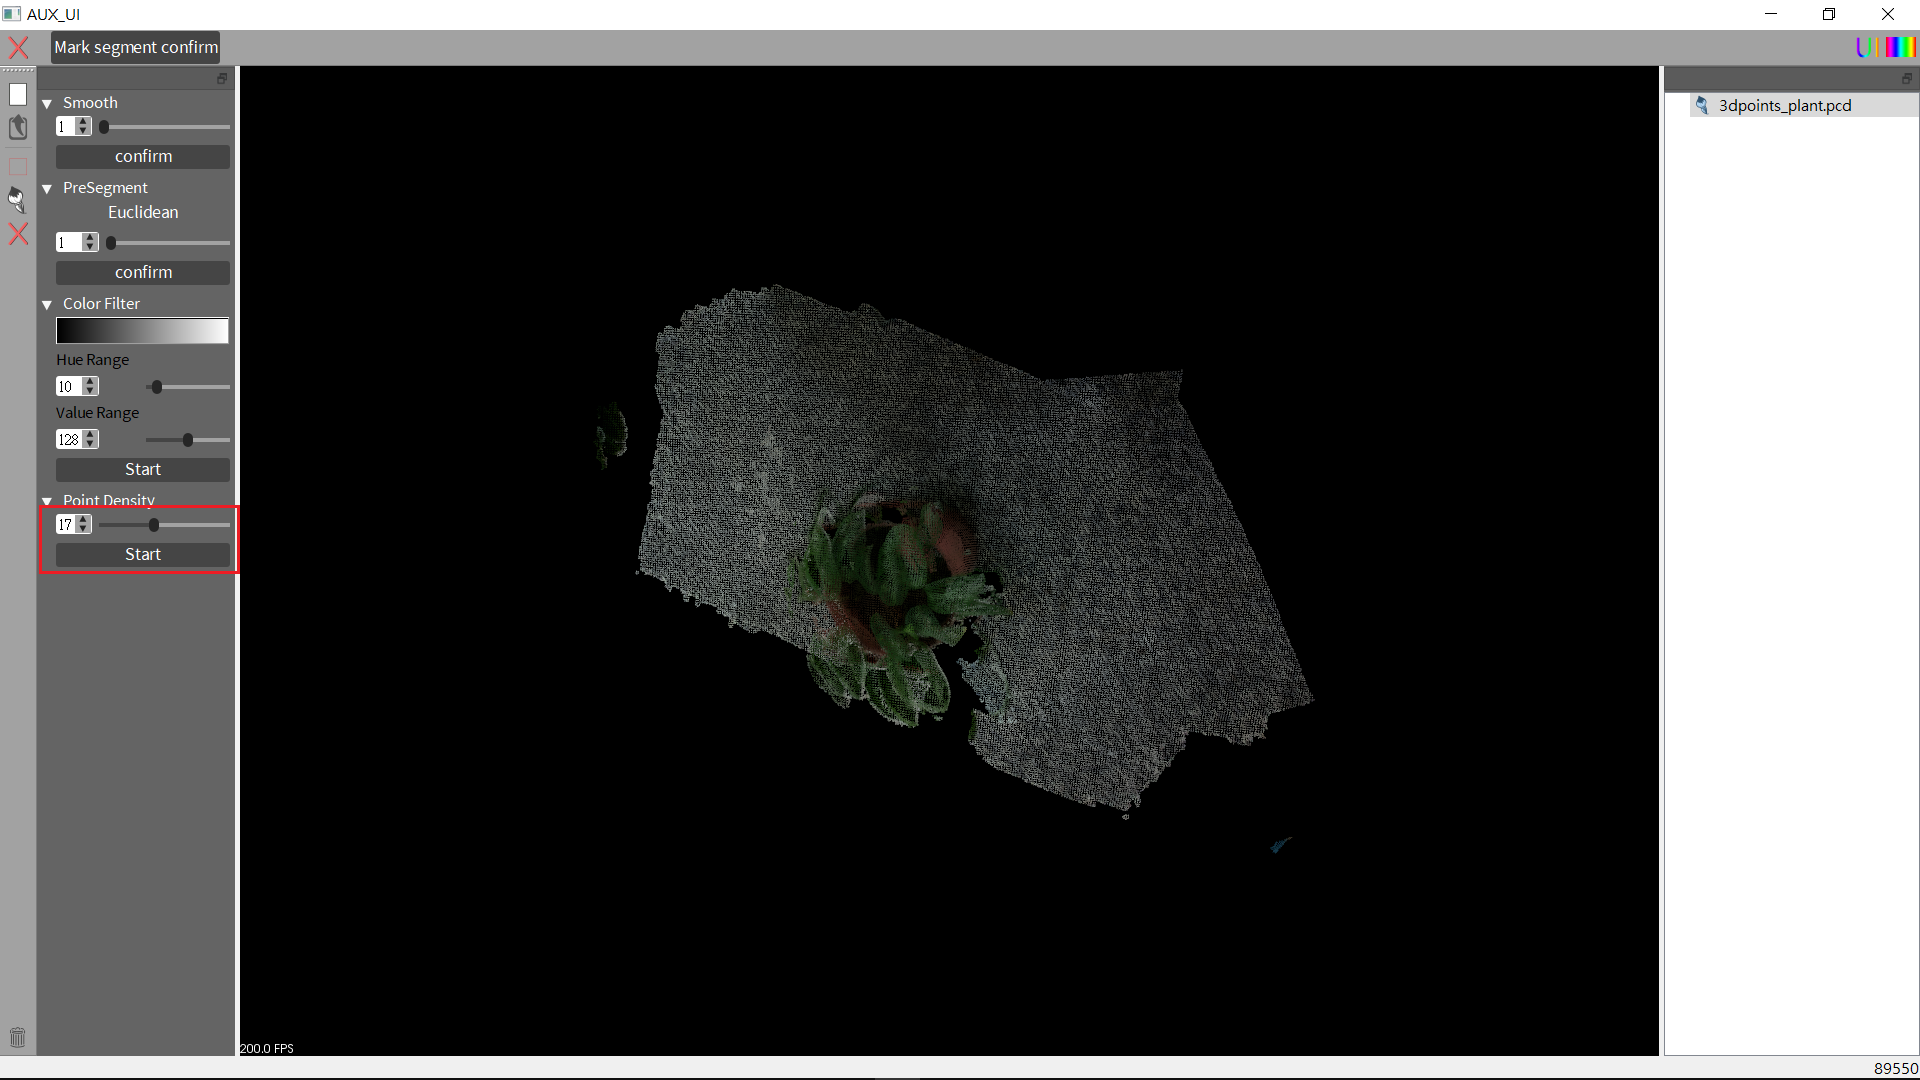 AUX_UI
Mark segment confirm
UI
Smooth
1
confirm
PreSegment
Euclidean
1
confirm
Color Filter
Hue Range
10
Value Range
128
Start
Point Density
17
Start
3dpoints_plant.pcd
200.0 FPS
89550